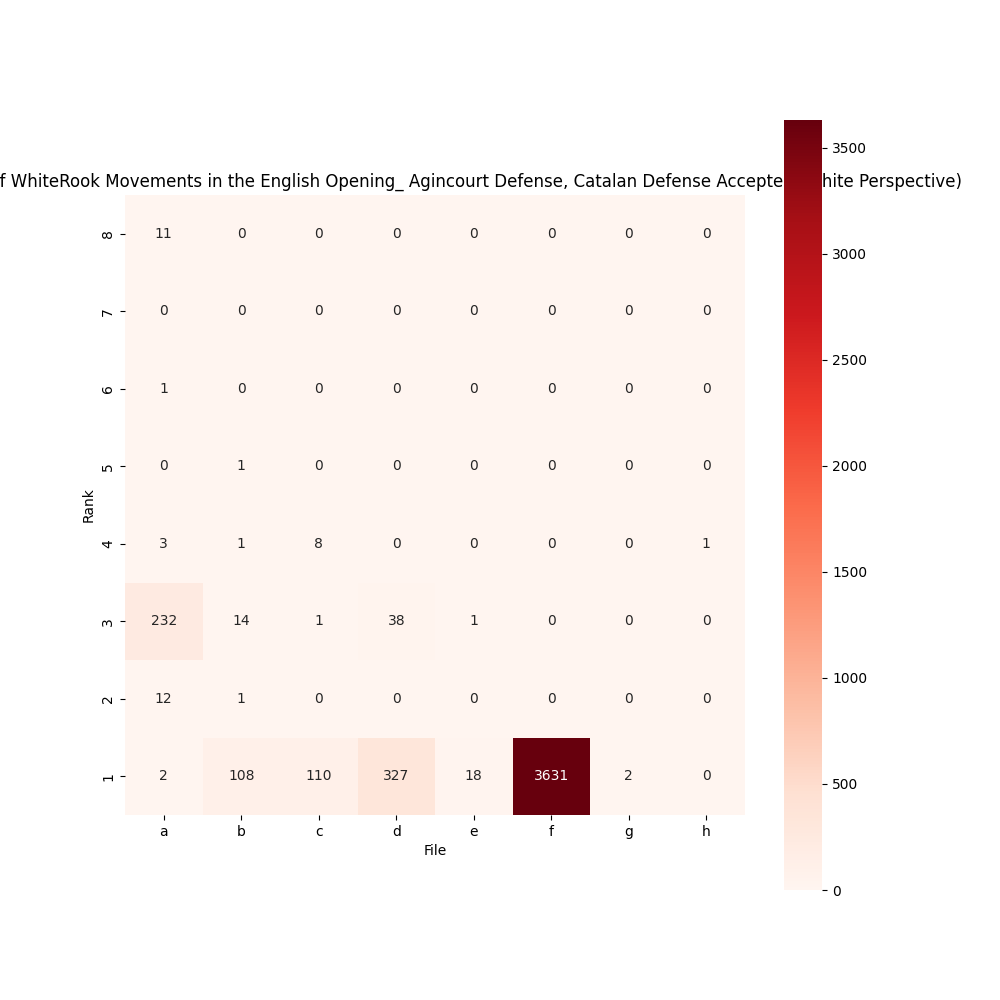 f WhiteRook Movements in the English Opening_ Agincourt Defense, Catalan Defense Accepte hite Perspective)
3500
3000
2500
2000
1500
1000
500
0
Rank
8 11 0 0 0 0 0 0 0
7 0 0 0 0 0 0 0 0
6 1 0 0 0 0 0 0 0
5 0 1 0 0 0 0 0 0
4 3 1 8 0 0 0 0 1
3 232 14 1 38 1 0 0 0
2 12 1 0 0 0 0 0 0
1 2 108 110 327 18 3631 2 0
a b c d e f g h
File